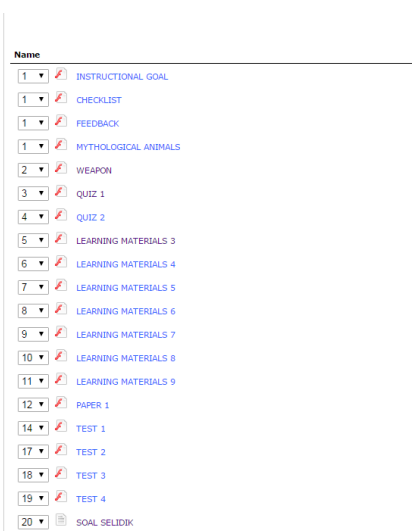 Name
1 INSTRUCTIONAL GOAL
1 CHECKLIST
1 FEEDBACK
1 MYTHOLOGICAL ANIMALS
2 WEAPON
3 QUIZ 1
4 QUIZ 2
5 LEARNING MATERIALS 3
6 LEARNING MATERIALS 4
7 LEARNING MATERIALS 5
8 LEARNING MATERIALS 6
9 LEARNING MATERIALS 7
10 LEARNING MATERIALS 8
11 LEARNING MATERIALS 9
12 PAPER 1
14 TEST 1
17 TEST 2
18 TEST 3
19 TEST 4
20 SOAL SELIDIK